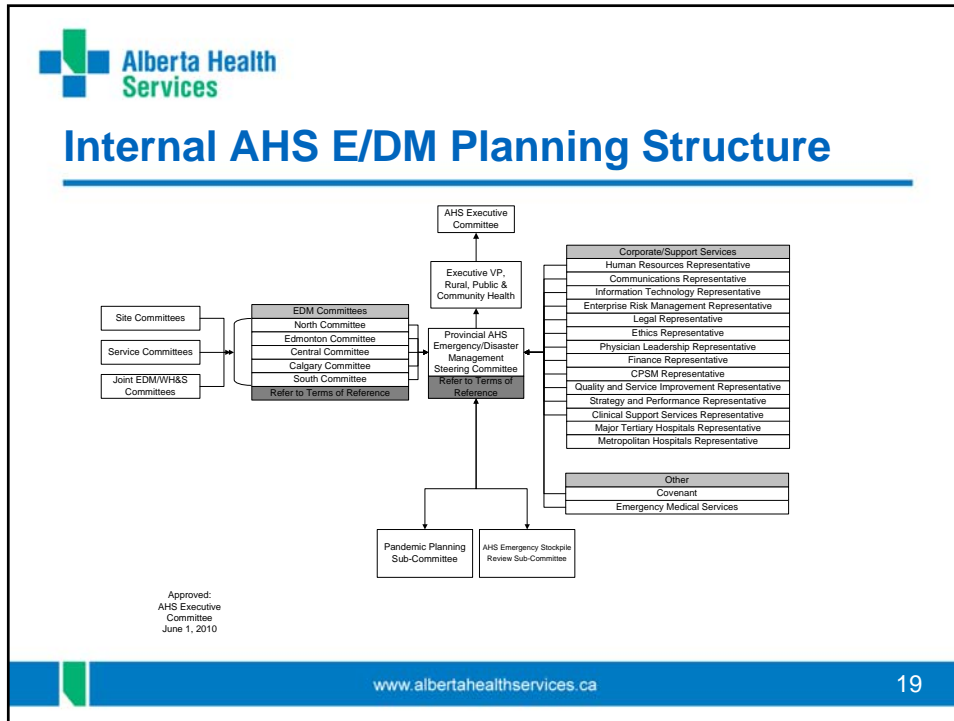 Alberta Health
Services
Internal AHS E/DM Planning Structure
AHS Executive
Committee
Executive VP,
Rural, Public &
Community Health
Site Committees
Service Committees
Joint EDM/WH&S
Committees
EDM Committees
North Committee
Edmonton Committee
Central Committee
Calgary Committee
South Committee
Refer to Terms of Reference
Provincial AHS
Emergency/Disaster
Management
Steering Committee
Refer to Terms of
Reference
Corporate/Support Services
Human Resources Representative
Communications Representative
Information Technology Representative
Enterprise Risk Management Representative
Legal Representative
Ethics Representative
Physician Leadership Representative
Finance Representative
CPSM Representative
Quality and Service Improvement Representative
Strategy and Performance Representative
Clinical Support Services Representative
Major Tertiary Hospitals Representative
Metropolitan Hospitals Representative
Other
Covenant
Emergency Medical Services
Pandemic Planning
Sub-Committee
AHS Emergency Stockpile
Review Sub-Committee
Approved:
AHS Executive
Committee
June 1, 2010
www.albertahealthservices.ca
19